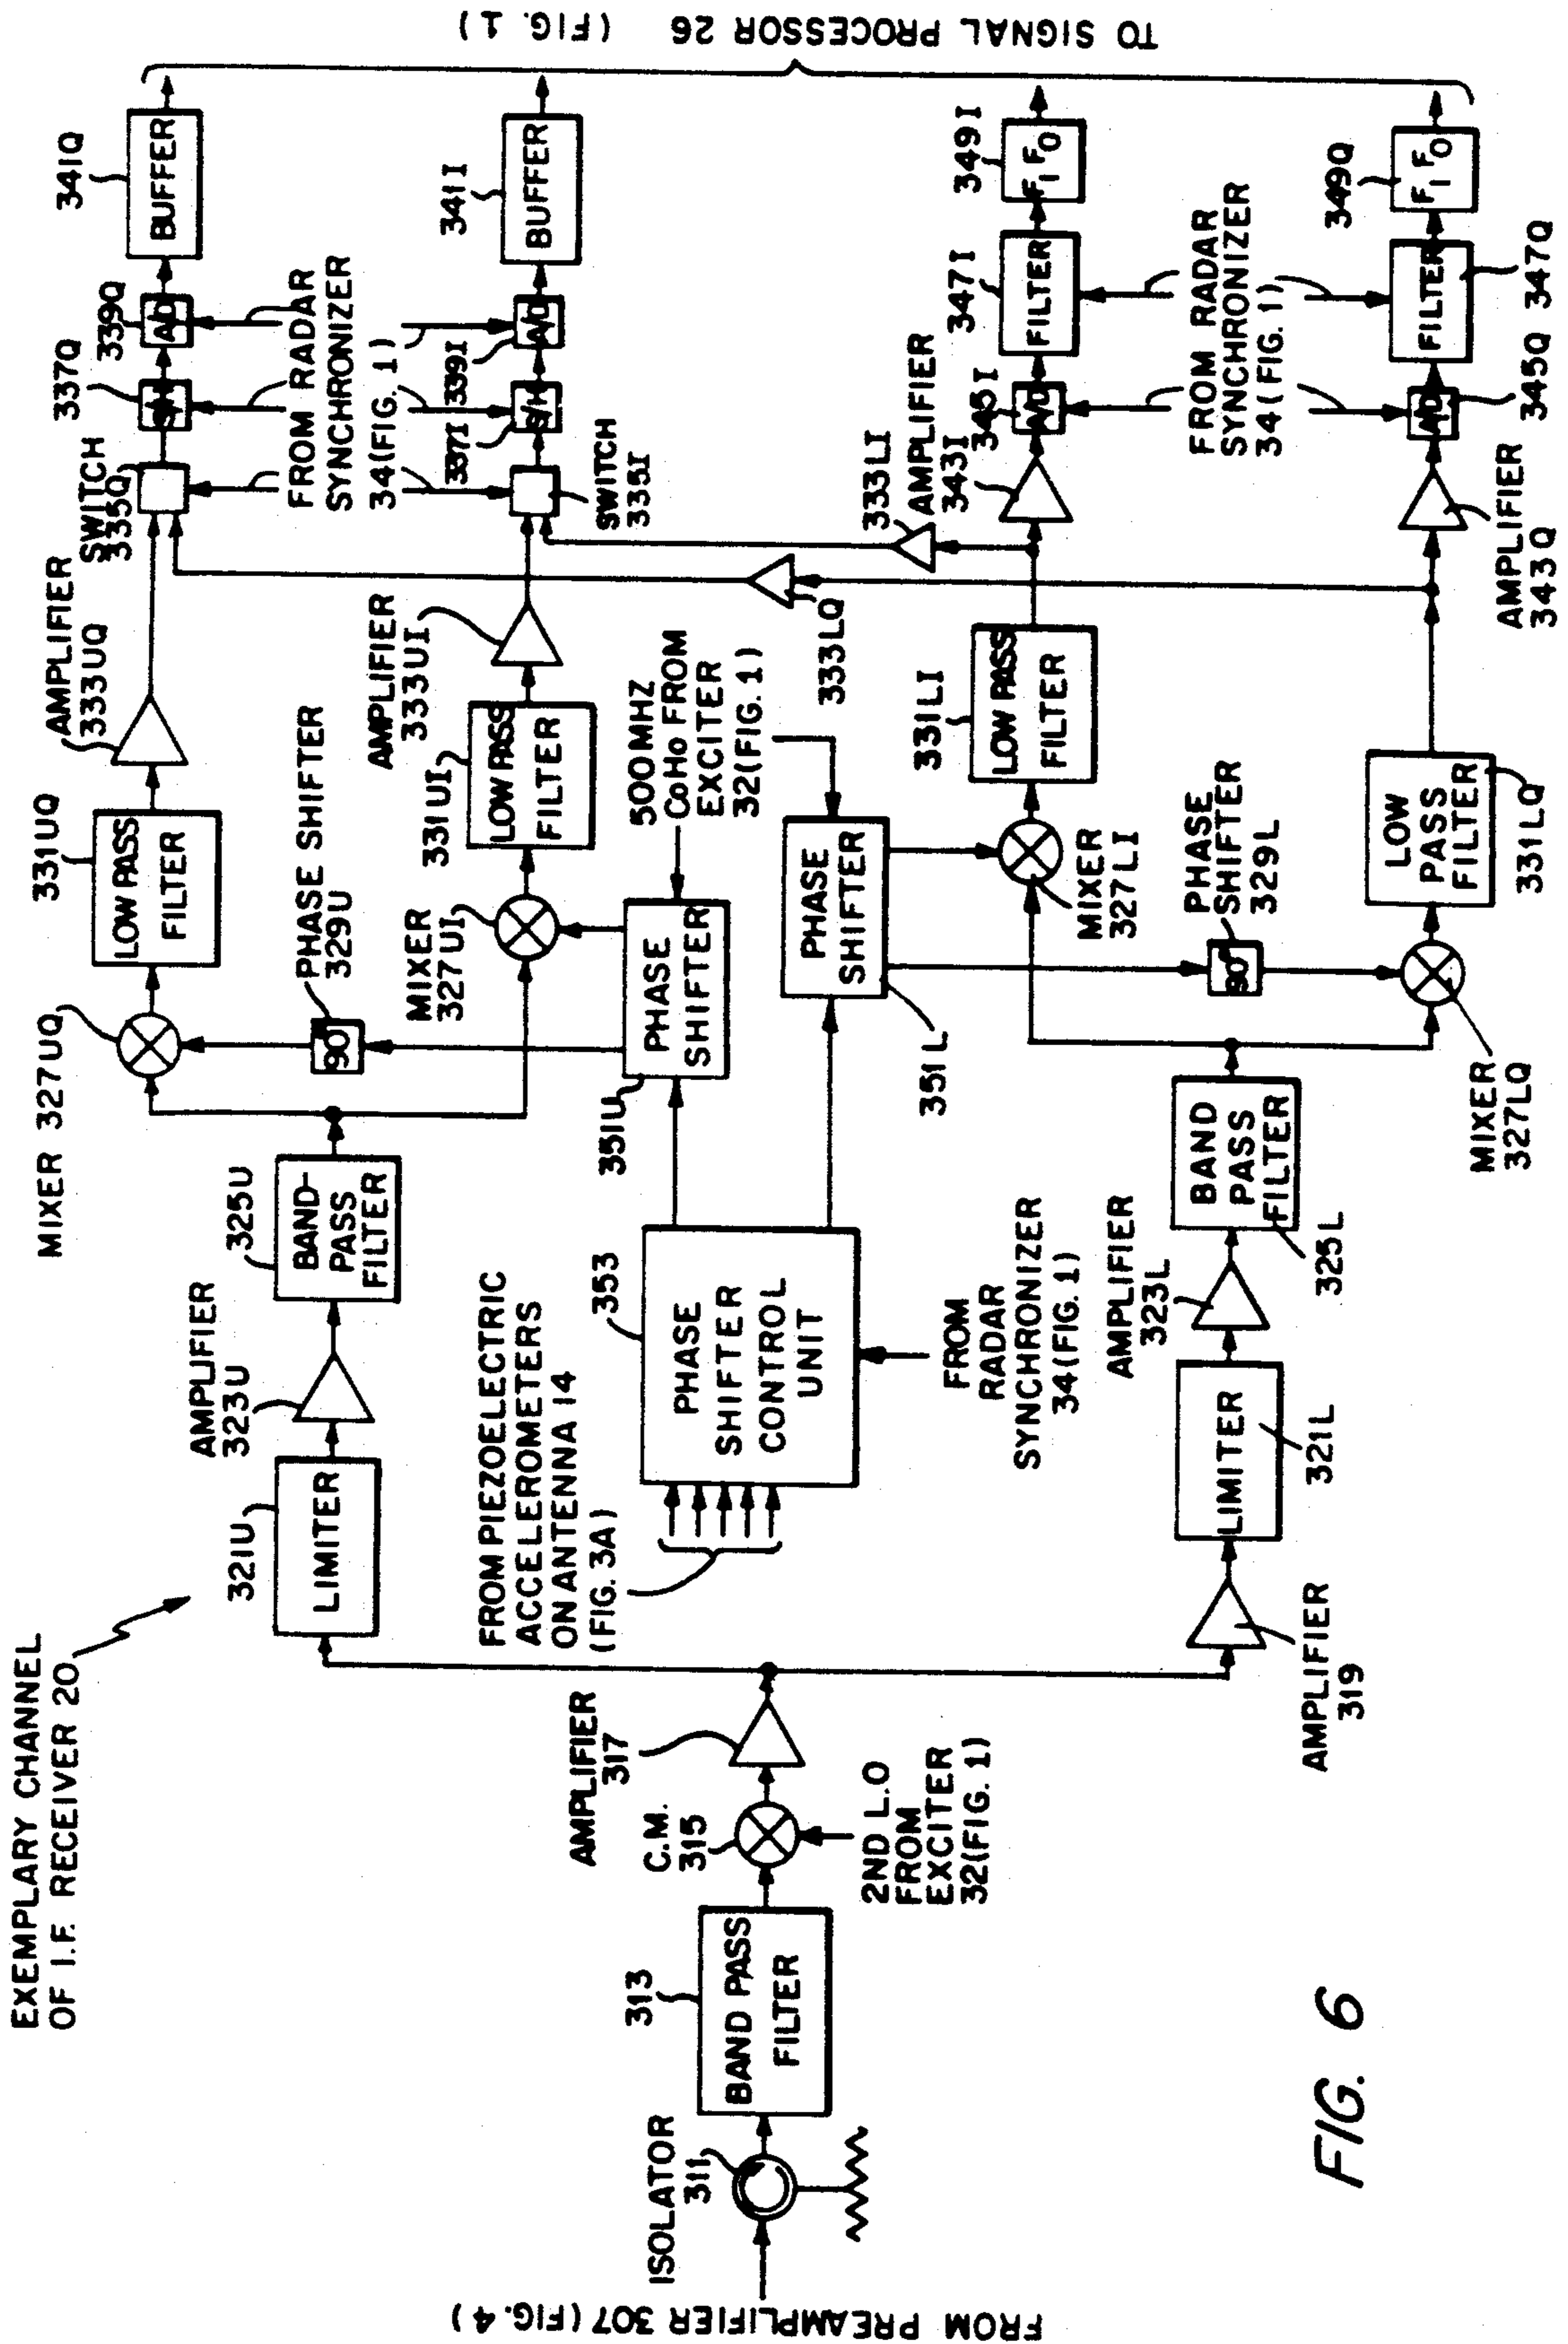 EXEMPLARY CHANNEL
OF I.F. RECEIVER 20
FROM PREAMPLIFIER 307 (FIG. 4)
ISOLATOR
311
313
BAND PASS
FILTER
C.M.
315
2ND L.O
FROM
EXCITER
32(FIG. 1)
AMPLIFIER
317
AMPLIFIER
319
321U
LIMITER
AMPLIFIER
323U
325U
BAND-
PASS
FILTER
MIXER 327UQ
331UQ
LOW PASS
FILTER
PHASE SHIFTER
329U
90°
AMPLIFIER
333UQ
SWITCH
335Q
337Q
S/H
339Q
A/D
341Q
BUFFER
FROM RADAR
SYNCHRONIZER
34(FIG. 1)
MIXER
327UI
331UI
LOW PASS
FILTER
AMPLIFIER
333UI
SWITCH
335I
337I
S/H
339I
A/D
341I
BUFFER
TO SIGNAL PROCESSOR 26 (FIG. 1)
FROM PIEZOELECTRIC
ACCELEROMETERS
ON ANTENNA 14
(FIG. 3A)
353
PHASE
SHIFTER
CONTROL
UNIT
FROM
RADAR
SYNCHRONIZER
34(FIG. 1)
351U
PHASE
SHIFTER
500MHZ
CoHo FROM
EXCITER
32(FIG. 1)
PHASE
SHIFTER
351L
333LQ
333LI
LIMITER
321L
AMPLIFIER
323L
BAND
PASS
FILTER
325L
MIXER
327LI
331LI
LOW PASS
FILTER
AMPLIFIER
343I
345I
A/D
347I
FILTER
349I
F I F O
FROM RADAR
SYNCHRONIZER
34(FIG. 1)
PHASE
SHIFTER
329L
90°
MIXER
327LQ
LOW
PASS
FILTER
331LQ
AMPLIFIER
343Q
A/D
345Q
FILTER
347Q
349Q
F I F O
FIG. 6